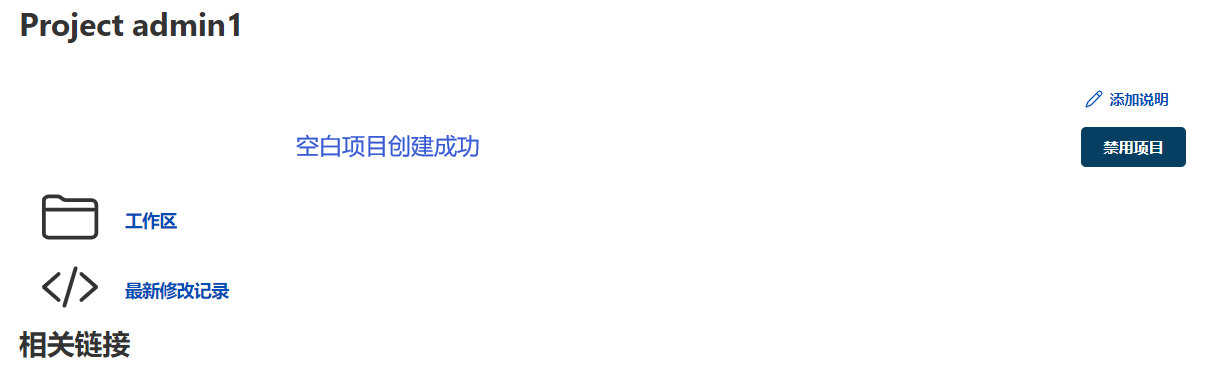 Project admin1
添加说明
空白项目创建成功
禁用项目
工作区
最新修改记录
相关链接